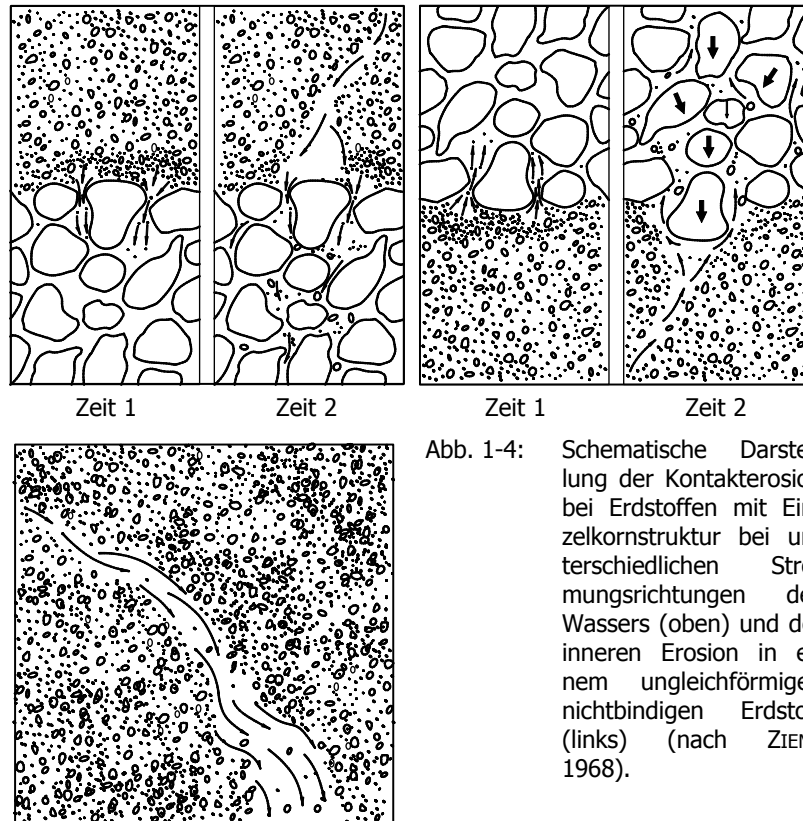 Zeit 1 Zeit 2 Zeit 1 Zeit 2
Abb. 1-4: Schematische Darste
lung der Kontakterosio
bei Erdstoffen mit Ein
zelkornstruktur bei un
terschiedlichen Strö
mungsrichtungen de
Wassers (oben) und de
inneren Erosion in e
nem ungleichförmige
nichtbindigen Erdsto
(links) (nach ZIEM
1968).